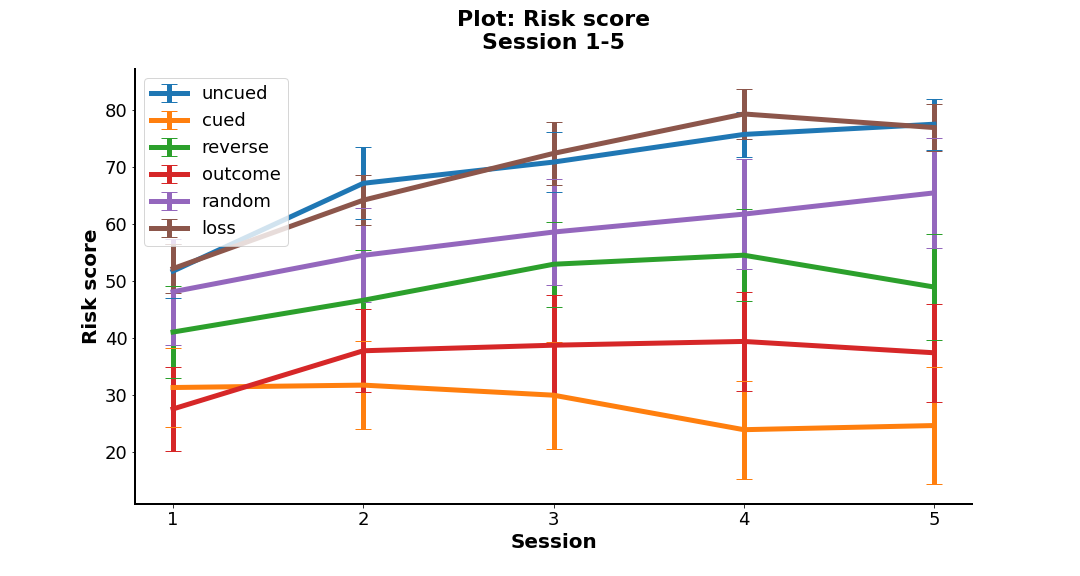 Plot: Risk score
Session 1-5
uncued
cued
reverse
outcome
random
loss
Risk score
80
70
60
50
40
30
20
1 2 3 4 5
Session